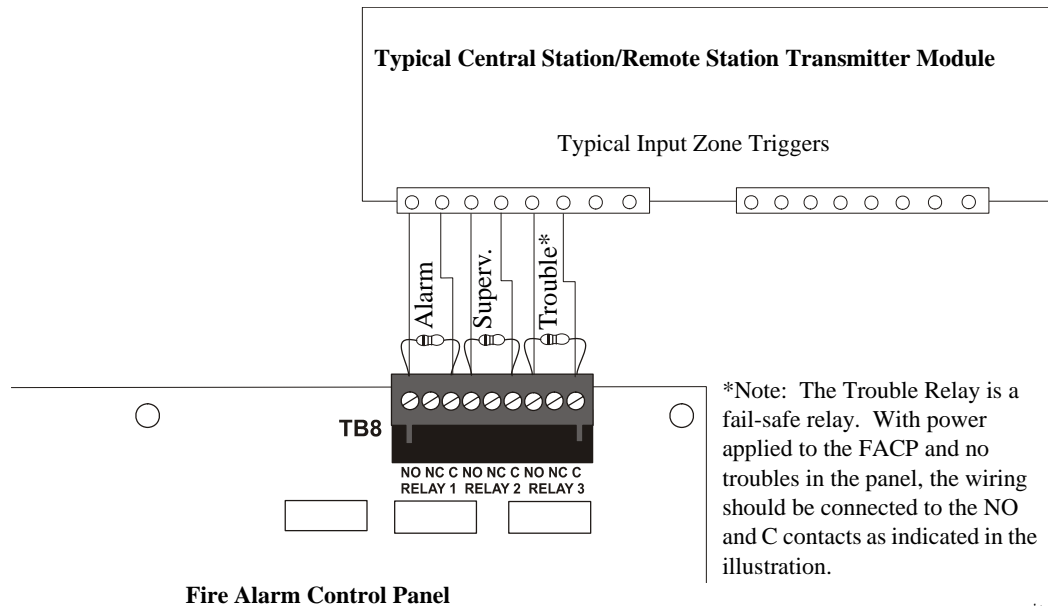 Typical Central Station/Remote Station Transmitter Module
Typical Input Zone Triggers
Alarm
Superv.
Trouble*
TB8
NO NC C NO NC C NO NC C
RELAY 1 RELAY 2 RELAY 3
*Note: The Trouble Relay is a
fail-safe relay. With power
applied to the FACP and no
troubles in the panel, the wiring
should be connected to the NO
and C contacts as indicated in the
illustration.
Fire Alarm Control Panel